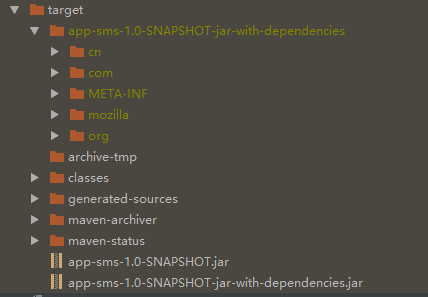 target
app-sms-1.0-SNAPSHOT-jar-with-dependencies
cn
com
META-INF
mozilla
org
archive-tmp
classes
generated-sources
maven-archiver
maven-status
app-sms-1.0-SNAPSHOT.jar
app-sms-1.0-SNAPSHOT-jar-with-dependencies.jar